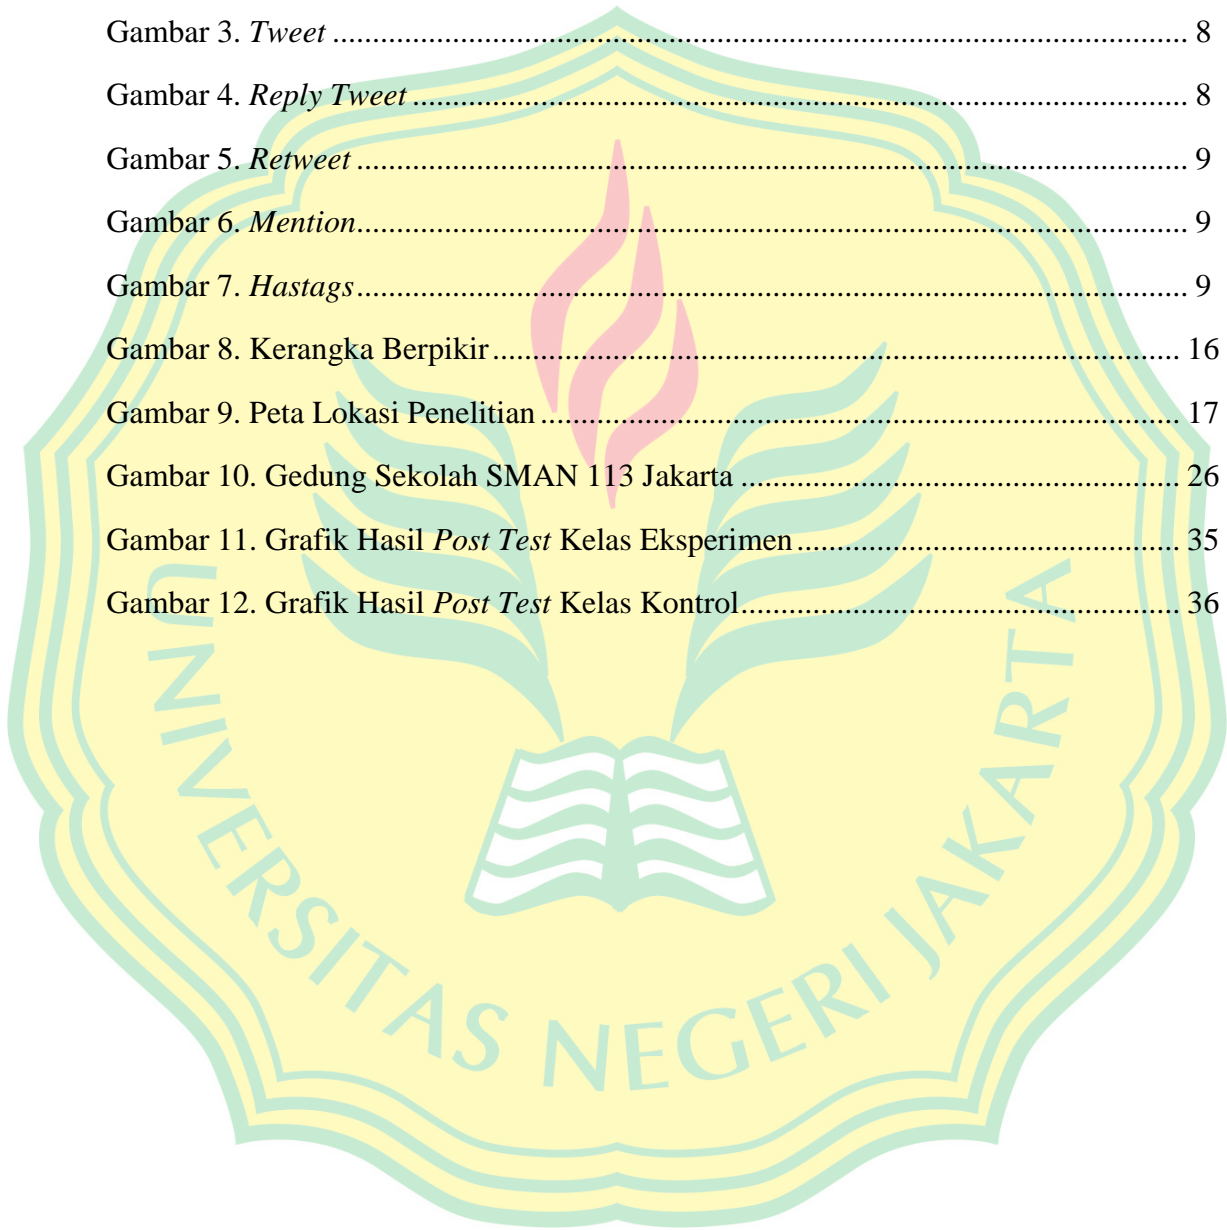 Gambar 3. Tweet ........................................................................................................... 8
Gambar 4. Reply Tweet ................................................................................................. 8
Gambar 5. Retweet ........................................................................................................ 9
Gambar 6. Mention........................................................................................................ 9
Gambar 7. Hastags ........................................................................................................ 9
Gambar 8. Kerangka Berpikir ...................................................................................... 16
Gambar 9. Peta Lokasi Penelitian ................................................................................ 17
Gambar 10. Gedung Sekolah SMAN 113 Jakarta ....................................................... 26
Gambar 11. Grafik Hasil Post Test Kelas Eksperimen ................................................ 35
Gambar 12. Grafik Hasil Post Test Kelas Kontrol....................................................... 36
UNIVERSITAS NEGERI JAKARTA